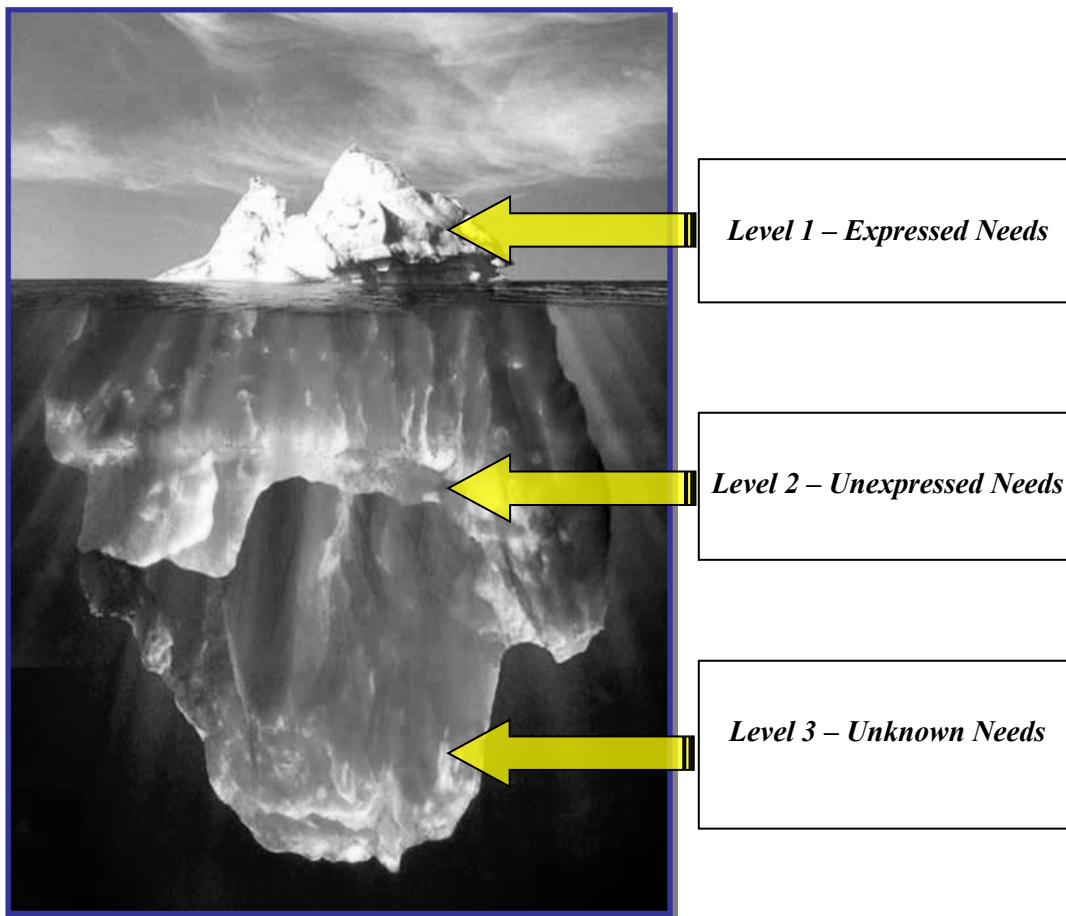 Level 1 – Expressed Needs
Level 2 – Unexpressed Needs
Level 3 – Unknown Needs